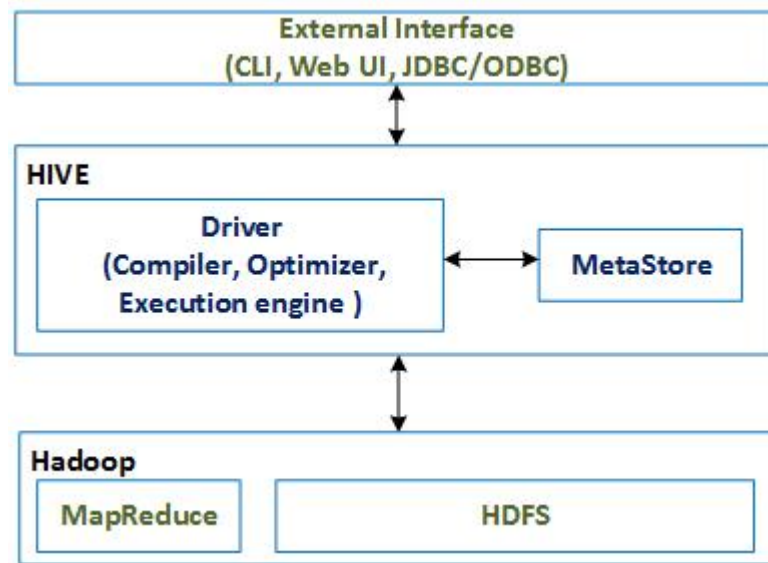 External Interface
(CLI, Web UI, JDBC/ODBC)
HIVE
Driver
(Compiler, Optimizer,
Execution engine )
MetaStore
Hadoop
MapReduce
HDFS